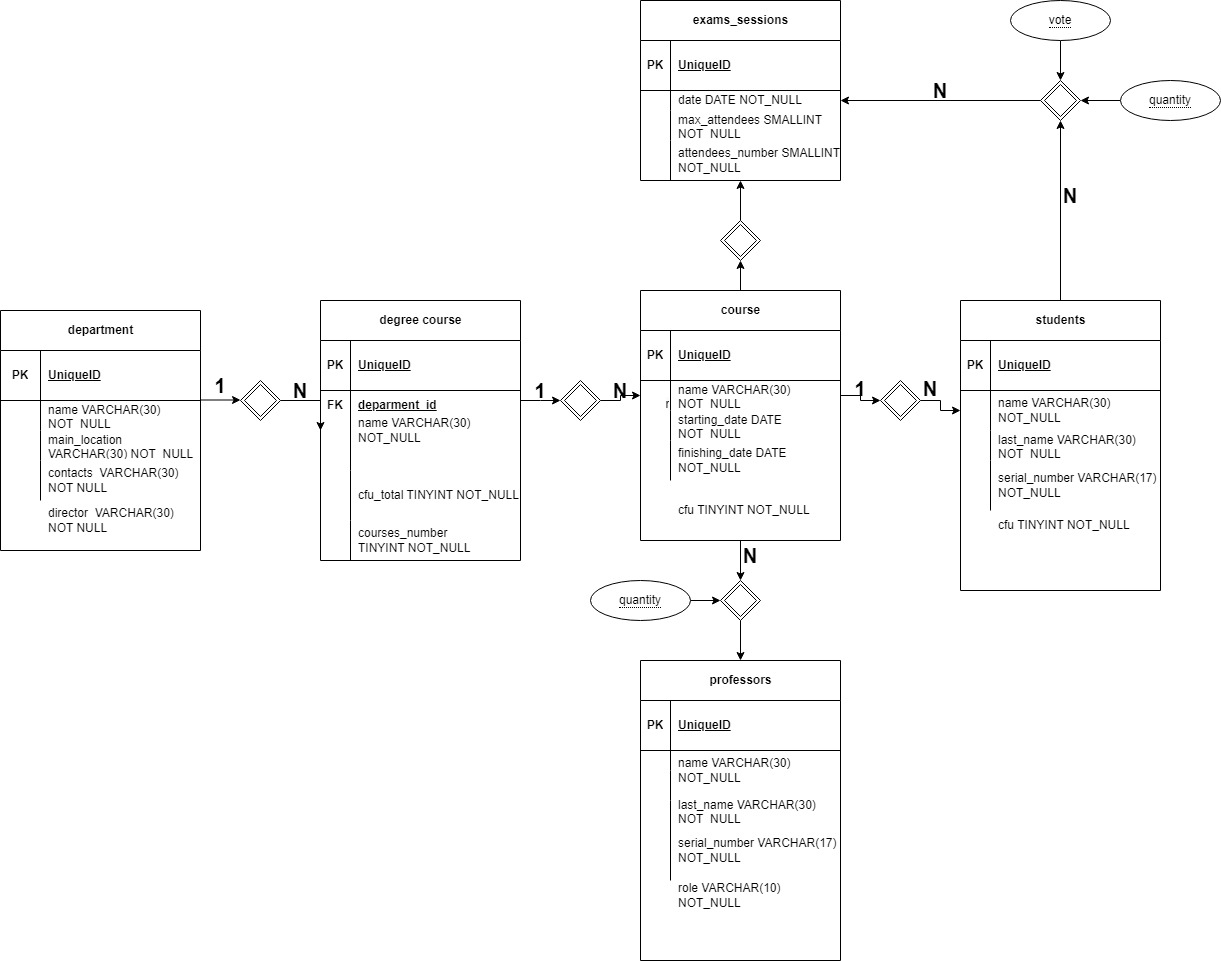 exams_sessions
PK
UniqueID
date DATE NOT_NULL
max_attendees SMALLINT
NOT NULL
attendees_number SMALLINT
NOT_NULL
vote
quantity
N
N
department
PK
UniqueID
name VARCHAR(30)
NOT NULL
main_location
VARCHAR(30) NOT NULL
contacts VARCHAR(30)
NOT NULL
director VARCHAR(30)
NOT NULL
1
N
degree course
PK
UniqueID
FK
deparment_id
name VARCHAR(30)
NOT_NULL
cfu_total TINYINT NOT_NULL
courses_number
TINYINT NOT_NULL
1
N
course
PK
UniqueID
r
name VARCHAR(30)
NOT NULL
starting_date DATE
NOT NULL
finishing_date DATE
NOT_NULL
cfu TINYINT NOT_NULL
1
N
students
PK
UniqueID
name VARCHAR(30)
NOT_NULL
last_name VARCHAR(30)
NOT NULL
serial_number VARCHAR(17)
NOT_NULL
cfu TINYINT NOT_NULL
N
quantity
professors
PK
UniqueID
name VARCHAR(30)
NOT_NULL
last_name VARCHAR(30)
NOT NULL
serial_number VARCHAR(17)
NOT_NULL
role VARCHAR(10)
NOT_NULL